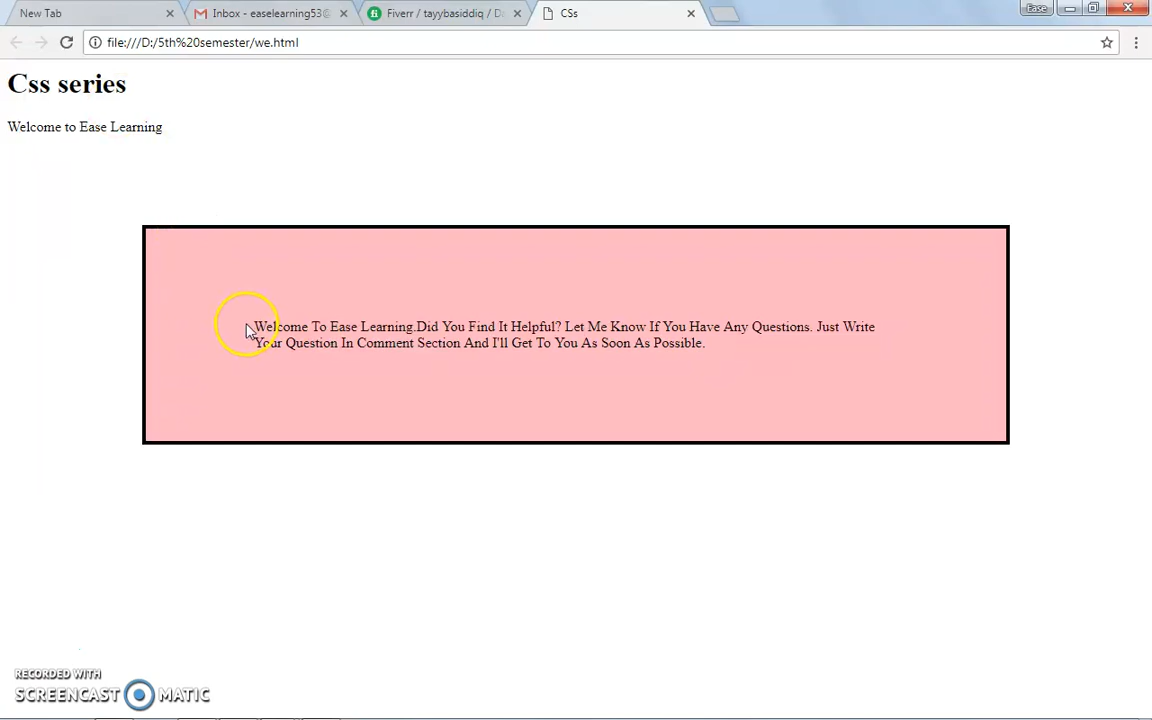 New Tab
Inbox - easelearning53@
Fiverr / tayybasiddiq /
CSs
Ease
file:///D:/5th%20semester/we.html
Css series
Welcome to Ease Learning
Welcome To Ease Learning.Did You Find It Helpful? Let Me Know If You Have Any Questions. Just Write
Your Question In Comment Section And I'll Get To You As Soon As Possible.
RECORDED WITH
SCREENCAST MATIC